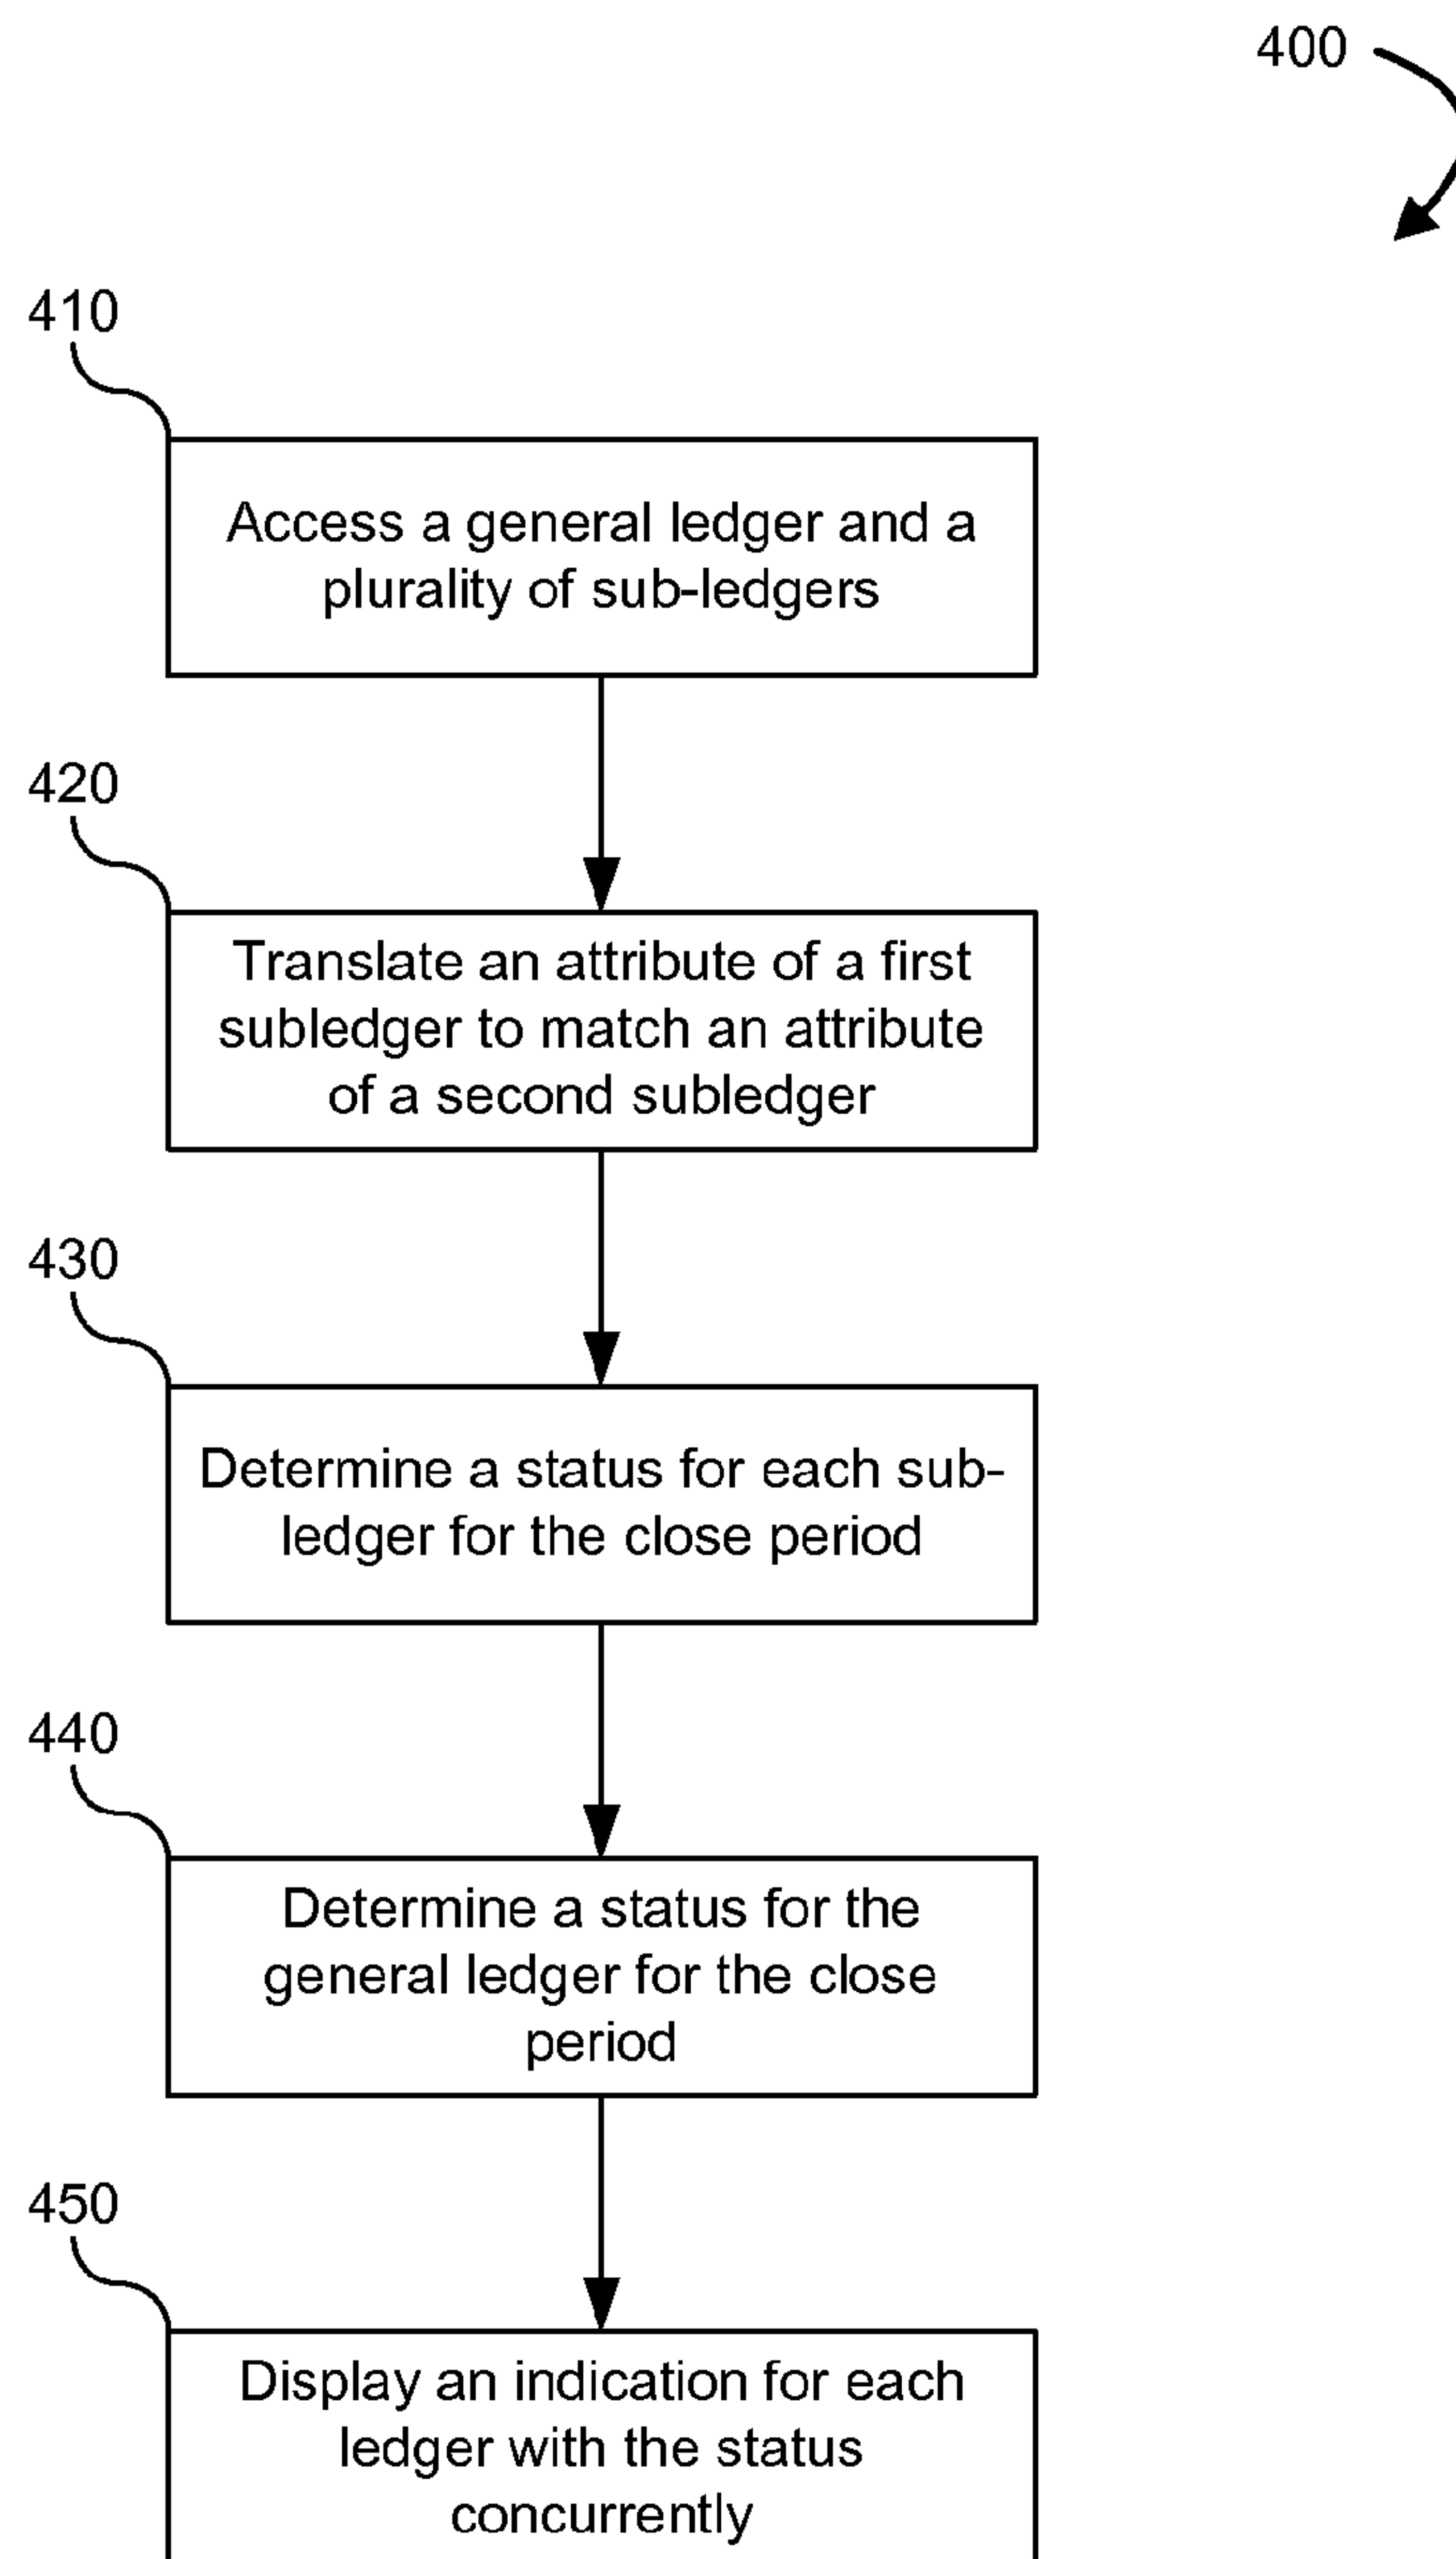 400
410
Access a general ledger and a
plurality of sub-ledgers
420
Translate an attribute of a first
subledger to match an attribute
of a second subledger
430
Determine a status for each sub-
ledger for the close period
440
Determine a status for the
general ledger for the close
period
450
Display an indication for each
ledger with the status
concurrently